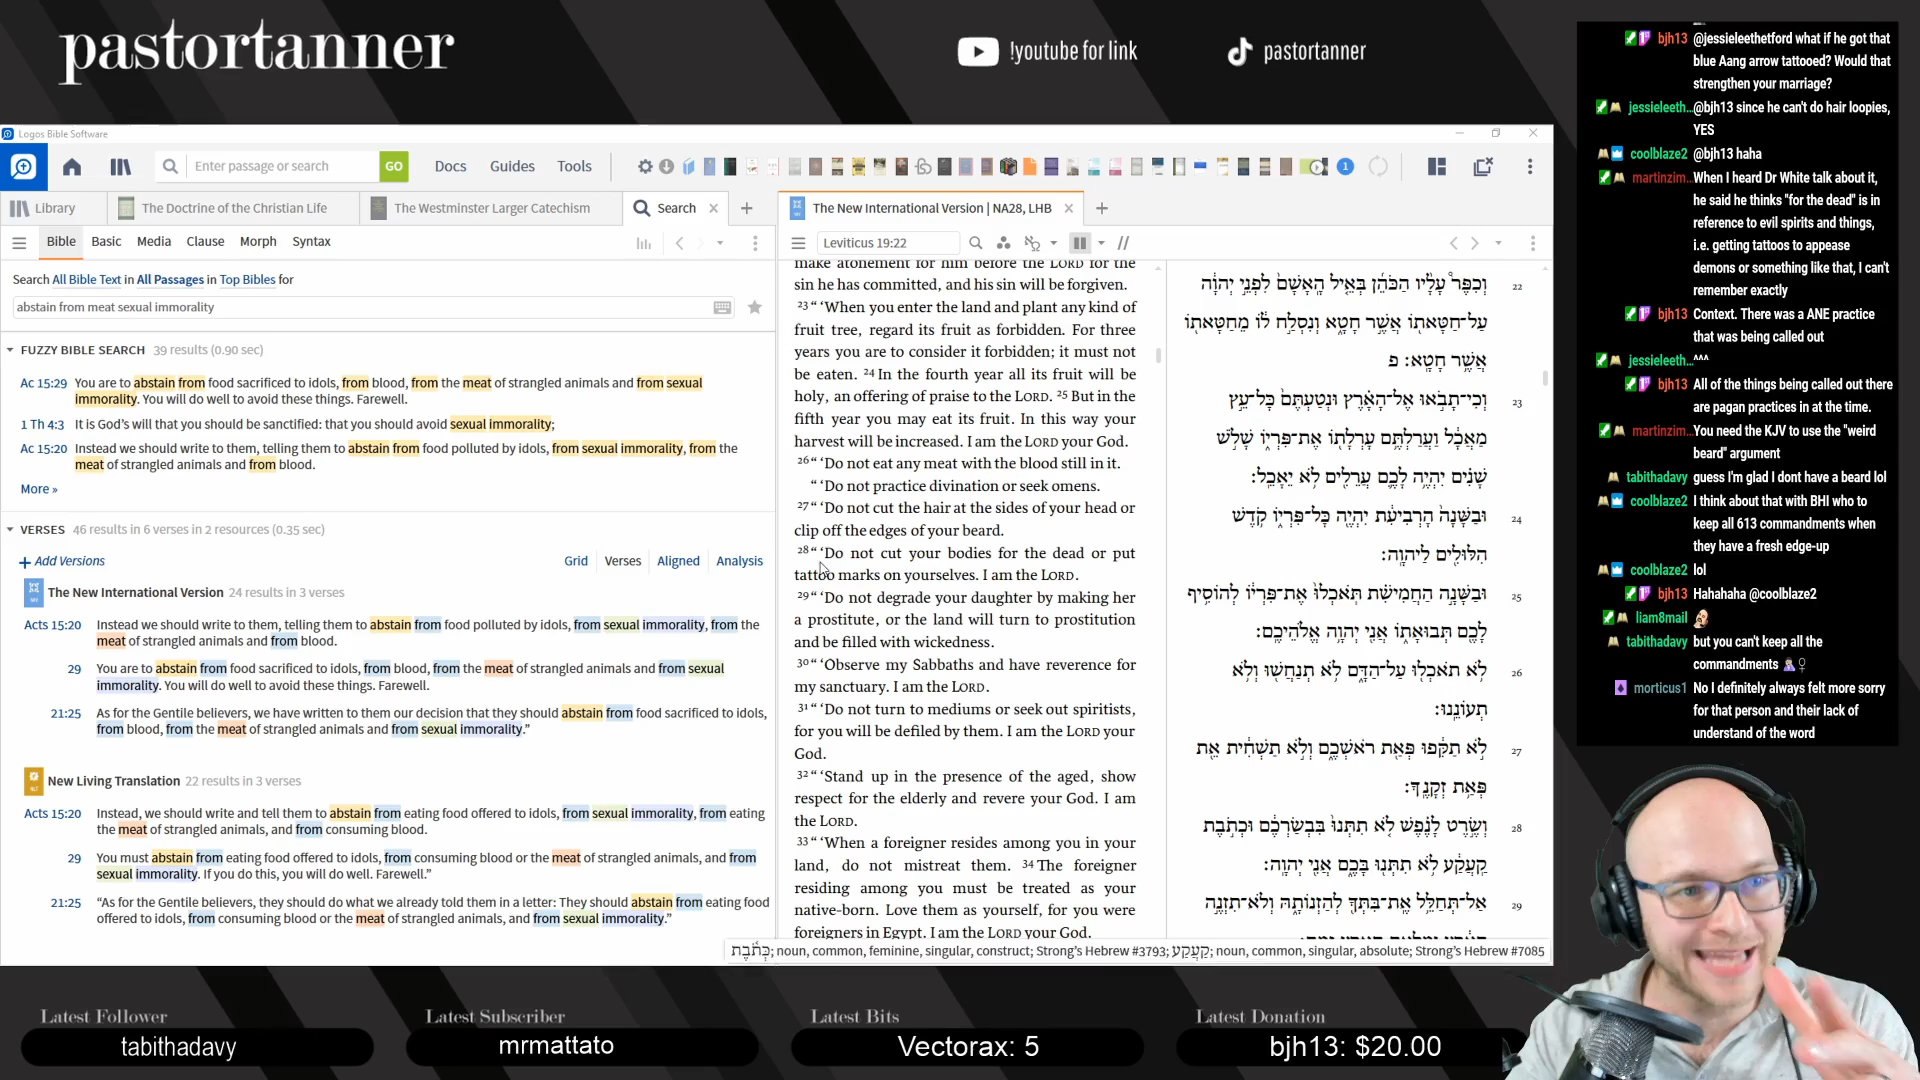 pastortanner
!youtube for link
pastortanner
Logos Bible Software
Enter passage or search
GO
Docs
Guides
Tools
1
Library
The Doctrine of the Christian Life
The Westminster Larger Catechism
Search
Bible
Basic
Media
Clause
Morph
Syntax
Search All Bible Text in All Passages in Top Bibles for
abstain from meat sexual immorality
FUZZY BIBLE SEARCH 39 results (0.90 sec)
Ac 15:29 You are to abstain from food sacrificed to idols, from blood, from the meat of strangled animals and from sexual
immorality. You will do well to avoid these things. Farewell.
1 Th 4:3 It is God's will that you should be sanctified: that you should avoid sexual immorality;
Ac 15:20 Instead we should write to them, telling them to abstain from food polluted by idols, from sexual immorality, from the
meat of strangled animals and from blood.
More »
VERSES 46 results in 6 verses in 2 resources (0.35 sec)
Add Versions
Grid
Verses
Aligned
Analysis
The New International Version 24 results in 3 verses
Acts 15:20 Instead we should write to them, telling them to abstain from food polluted by idols, from sexual immorality, from the
meat of strangled animals and from blood.
29 You are to abstain from food sacrificed to idols, from blood, from the meat of strangled animals and from sexual
immorality. You will do well to avoid these things. Farewell.
21:25 As for the Gentile believers, we have written to them our decision that they should abstain from food sacrificed to idols,
from blood, from the meat of strangled animals and from sexual immorality.”
New Living Translation 22 results in 3 verses
Acts 15:20 Instead, we should write and tell them to abstain from eating food offered to idols, from sexual immorality, from eating
the meat of strangled animals, and from consuming blood.
29 You must abstain from eating food offered to idols, from consuming blood or the meat of strangled animals, and from
sexual immorality. If you do this, you will do well. Farewell.”
21:25 “As for the Gentile believers, they should do what we already told them in a letter: They should abstain from eating food
offered to idols, from consuming blood or the meat of strangled animals, and from sexual immorality.”
The New International Version | NA28, LHB
Leviticus 19:22
make atonement for him before the LORD for the
sin he has committed, and his sin will be forgiven.
23 “ ‘When you enter the land and plant any kind of
fruit tree, regard its fruit as forbidden. For three
years you are to consider it forbidden; it must not
be eaten. 24 In the fourth year all its fruit will be
holy, an offering of praise to the LORD. 25 But in the
fifth year you may eat its fruit. In this way your
harvest will be increased. I am the LORD your God.
26 “ ‘Do not eat any meat with the blood still in it.
“ ‘Do not practice divination or seek omens.
27 “ ‘Do not cut the hair at the sides of your head or
clip off the edges of your beard.
28 “ ‘Do not cut your bodies for the dead or put
tattoo marks on yourselves. I am the LORD.
29 “ ‘Do not degrade your daughter by making her
a prostitute, or the land will turn to prostitution
and be filled with wickedness.
30 “ ‘Observe my Sabbaths and have reverence for
my sanctuary. I am the LORD.
31 “ ‘Do not turn to mediums or seek out spiritists,
for you will be defiled by them. I am the LORD your
God.
32 “ ‘Stand up in the presence of the aged, show
respect for the elderly and revere your God. I am
the LORD.
33 “ ‘When a foreigner resides among you in your
land, do not mistreat them. 34 The foreigner
residing among you must be treated as your
native-born. Love them as yourself, for you were
foreigners in Egypt. I am the LORD your God.
22 וְכִפֶּר֩ עָלָ֨יו הַכֹּהֵ֜ן בְּאֵ֤יל הָֽאָשָׁם֙ לִפְנֵ֣י יְהוָ֔ה
עַל־חַטָּאת֖וֹ אֲשֶׁ֣ר חָטָ֑א וְנִסְלַ֣ח ל֔וֹ מֵחַטָּאת֖וֹ
אֲשֶׁ֥ר חָטָֽא׃ פ
23 וְכִי־תָבֹ֣אוּ אֶל־הָאָ֗רֶץ וּנְטַעְתֶּם֙ כָּל־עֵ֣ץ
מַאֲכָ֔ל וַעֲרַלְתֶּ֥ם עָרְלָת֖וֹ אֶת־פִּרְי֑וֹ שָׁלֹ֣שׁ
שָׁנִ֗ים יִהְיֶ֥ה לָכֶ֛ם עֲרֵלִ֖ים לֹ֥א יֵאָכֵֽל׃
24 וּבַשָּׁנָה֙ הָרְבִיעִ֔ת יִהְיֶ֖ה כָּל־פִּרְי֑וֹ קֹ֥דֶשׁ
הִלּוּלִ֖ים לַיהוָֽה׃
25 וּבַשָּׁנָ֣ה הַחֲמִישִׁ֗ת תֹּֽאכְלוּ֙ אֶת־פִּרְי֔וֹ לְהוֹסִ֥יף
לָכֶ֖ם תְּבוּאָת֑וֹ אֲנִ֖י יְהוָ֥ה אֱלֹהֵיכֶֽם׃
26 לֹ֥א תֹאכְל֖וּ עַל־הַדָּ֑ם לֹ֥א תְנַחֲשׁ֖וּ וְלֹ֥א
תְעוֹנֵֽנוּ׃
27 לֹ֣א תַקִּ֔פוּ פְּאַ֖ת רֹאשְׁכֶ֑ם וְלֹ֣א תַשְׁחִ֔ית אֵ֖ת
פְּאַ֥ת זְקָנֶֽךָ׃
28 וְשֶׂ֣רֶט לָנֶ֗פֶשׁ לֹ֤א תִתְּנוּ֙ בִּבְשַׂרְכֶ֔ם וּכְתֹ֣בֶת
קַֽעֲקַ֔ע לֹ֥א תִתְּנ֖וּ בָּכֶ֑ם אֲנִ֖י יְהוָֽה׃
29 אַל־תְּחַלֵּ֥ל אֶֽת־בִּתְּךָ֖ לְהַזְנוֹתָ֑הּ וְלֹא־תִזְנֶ֣ה
כְּתֹ֫בֶת; noun, common, feminine, singular, construct; Strong's Hebrew #3793; קַעֲקַע; noun, common, singular, absolute; Strong's Hebrew #7085
bjh13 @jessieleethetford what if he got that
blue Aang arrow tattooed? Would that
strengthen your marriage?
jessieleeth... @bjh13 since he can't do hair loopies,
YES
coolblaze2 @bjh13 haha
martinzim... When I heard Dr White talk about it,
he said he thinks "for the dead" is in
reference to evil spirits and things,
i.e. getting tattoos to appease
demons or something like that, I can't
remember exactly
bjh13 Context. There was a ANE practice
that was being called out
jessieleeth... ^^^
bjh13 All of the things being called out there
are pagan practices in at the time.
martinzim... You need the KJV to use the "weird
beard" argument
tabithadavy guess I'm glad I dont have a beard lol
coolblaze2 I think about that with BHI who to
keep all 613 commandments when
they have a fresh edge-up
coolblaze2 lol
bjh13 Hahahaha @coolblaze2
liam8mail
tabithadavy but you can't keep all the
commandments
morticus1 No I definitely always felt more sorry
for that person and their lack of
understand of the word
Latest Follower
tabithadavy
Latest Subscriber
mrmattato
Latest Bits
Vectorax: 5
Latest Donation
bjh13: $20.00